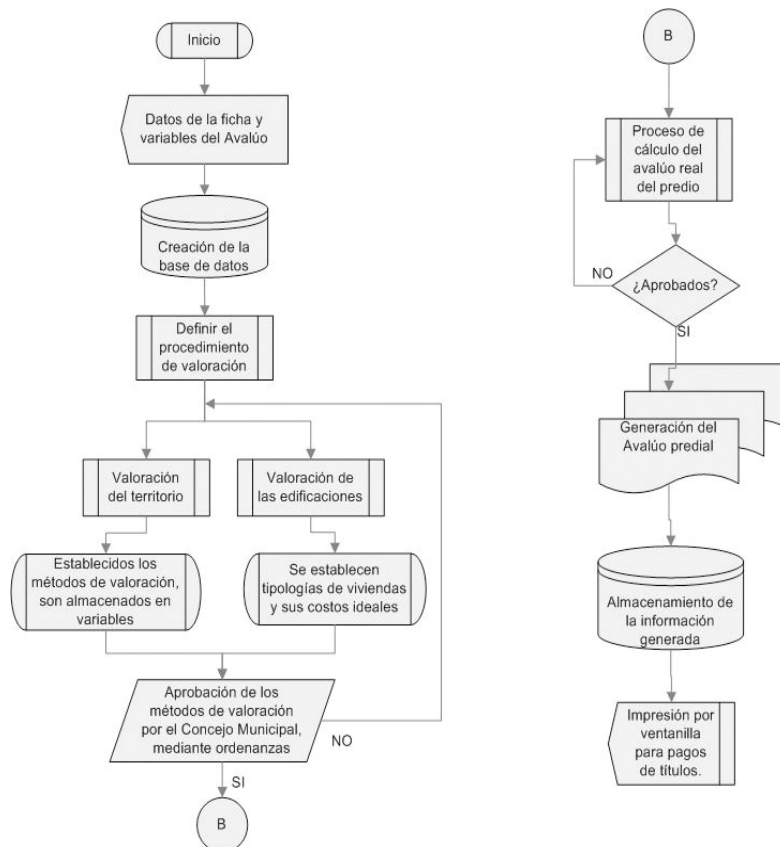 Inicio
Datos de la ficha y
variables del Avalúo
Creación de la
base de datos
Definir el
procedimiento
de valoración
Valoración
del territorio
Valoración de
las edificaciones
Establecidos los
métodos de valoración,
son almacenados en
variables
Se establecen
tipologías de viviendas
y sus costos ideales
Aprobación de los
métodos de valoración
por el Concejo Municipal,
mediante ordenanzas
NO
SI
B
B
Proceso de
cálculo del
avalúo real
del predio
NO
¿Aprobados?
SI
Generación del
Avalúo predial
Almacenamiento de
la información
generada
Impresión por
ventanilla
para pagos
de títulos.